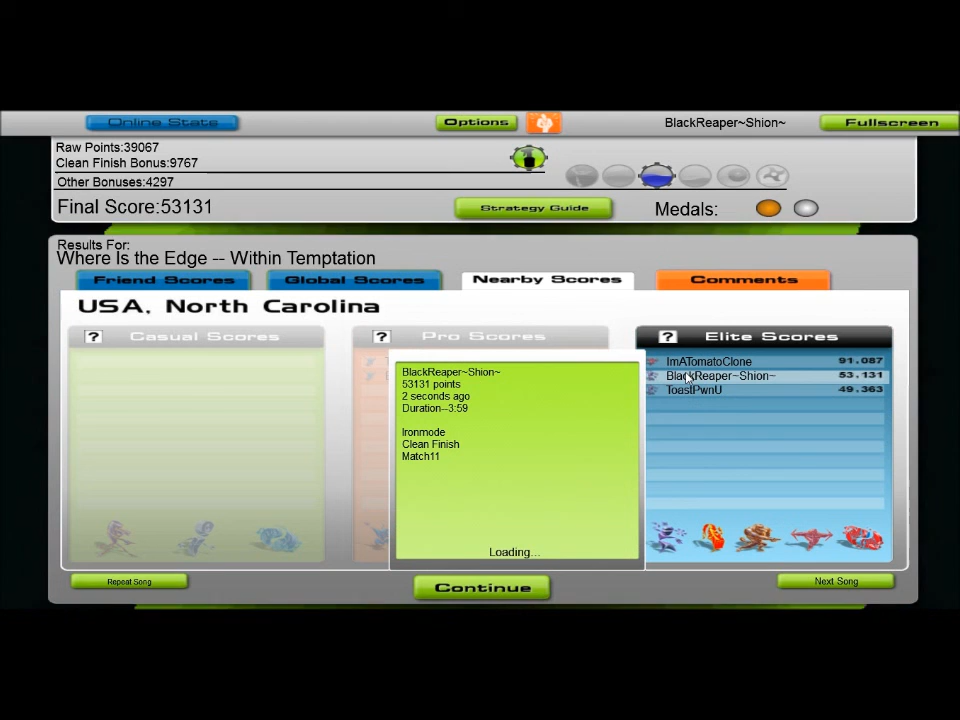 Online Stats
Options
BlackReaper~Shion~
Fullscreen
Raw Points:39067
Clean Finish Bonus:9767
Other Bonuses:4297
Final Score:53131
Strategy Guide
Medals:
Results For:
Where Is the Edge -- Within Temptation
Friend Scores
Global Scores
Nearby Scores
Comments
USA, North Carolina
? Casual Scores
? Pro Scores
? Elite Scores
BlackReaper~Shion~
53131 points
2 seconds ago
Duration--3:59
Ironmode
Clean Finish
Match11
Loading...
ImATomatoClone 91.087
BlackReaper~Shion~ 53.131
ToastPwnU 49.363
Repeat Song
Continue
Next Song